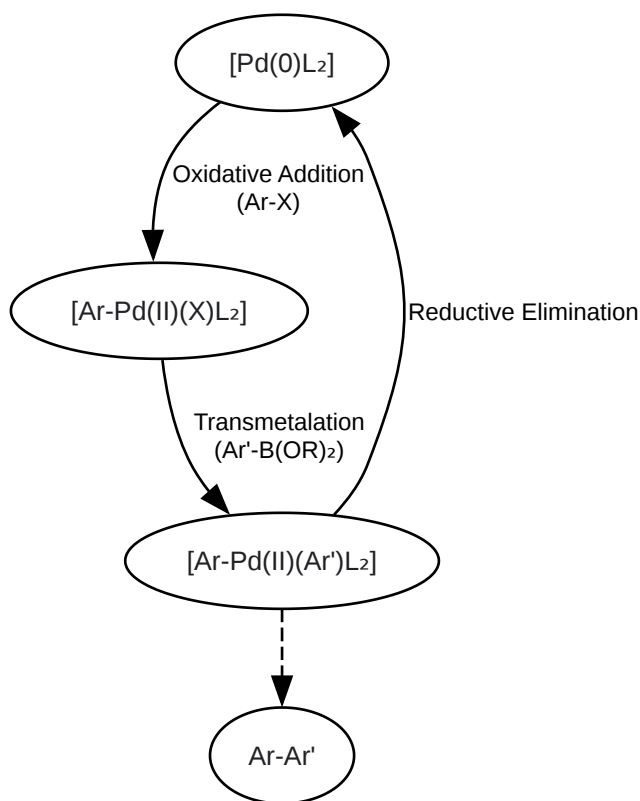 [Pd(0)L₂]
Oxidative Addition
(Ar-X)
[Ar-Pd(II)(X)L₂]
Reductive Elimination
Transmetalation
(Ar'-B(OR)₂)
[Ar-Pd(II)(Ar')L₂]
Ar-Ar'